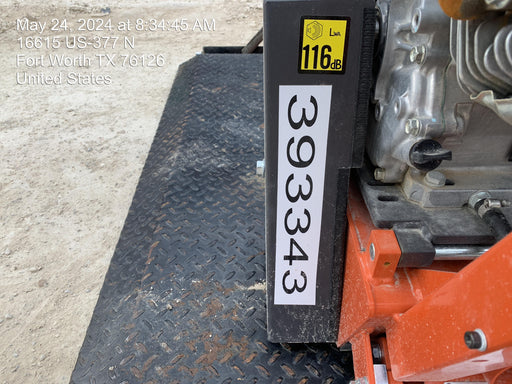 May 24, 2024 at 8:34:45 AM
16615 US-377 N
Fort Worth TX 76126
United States
LWA
116dB
393343